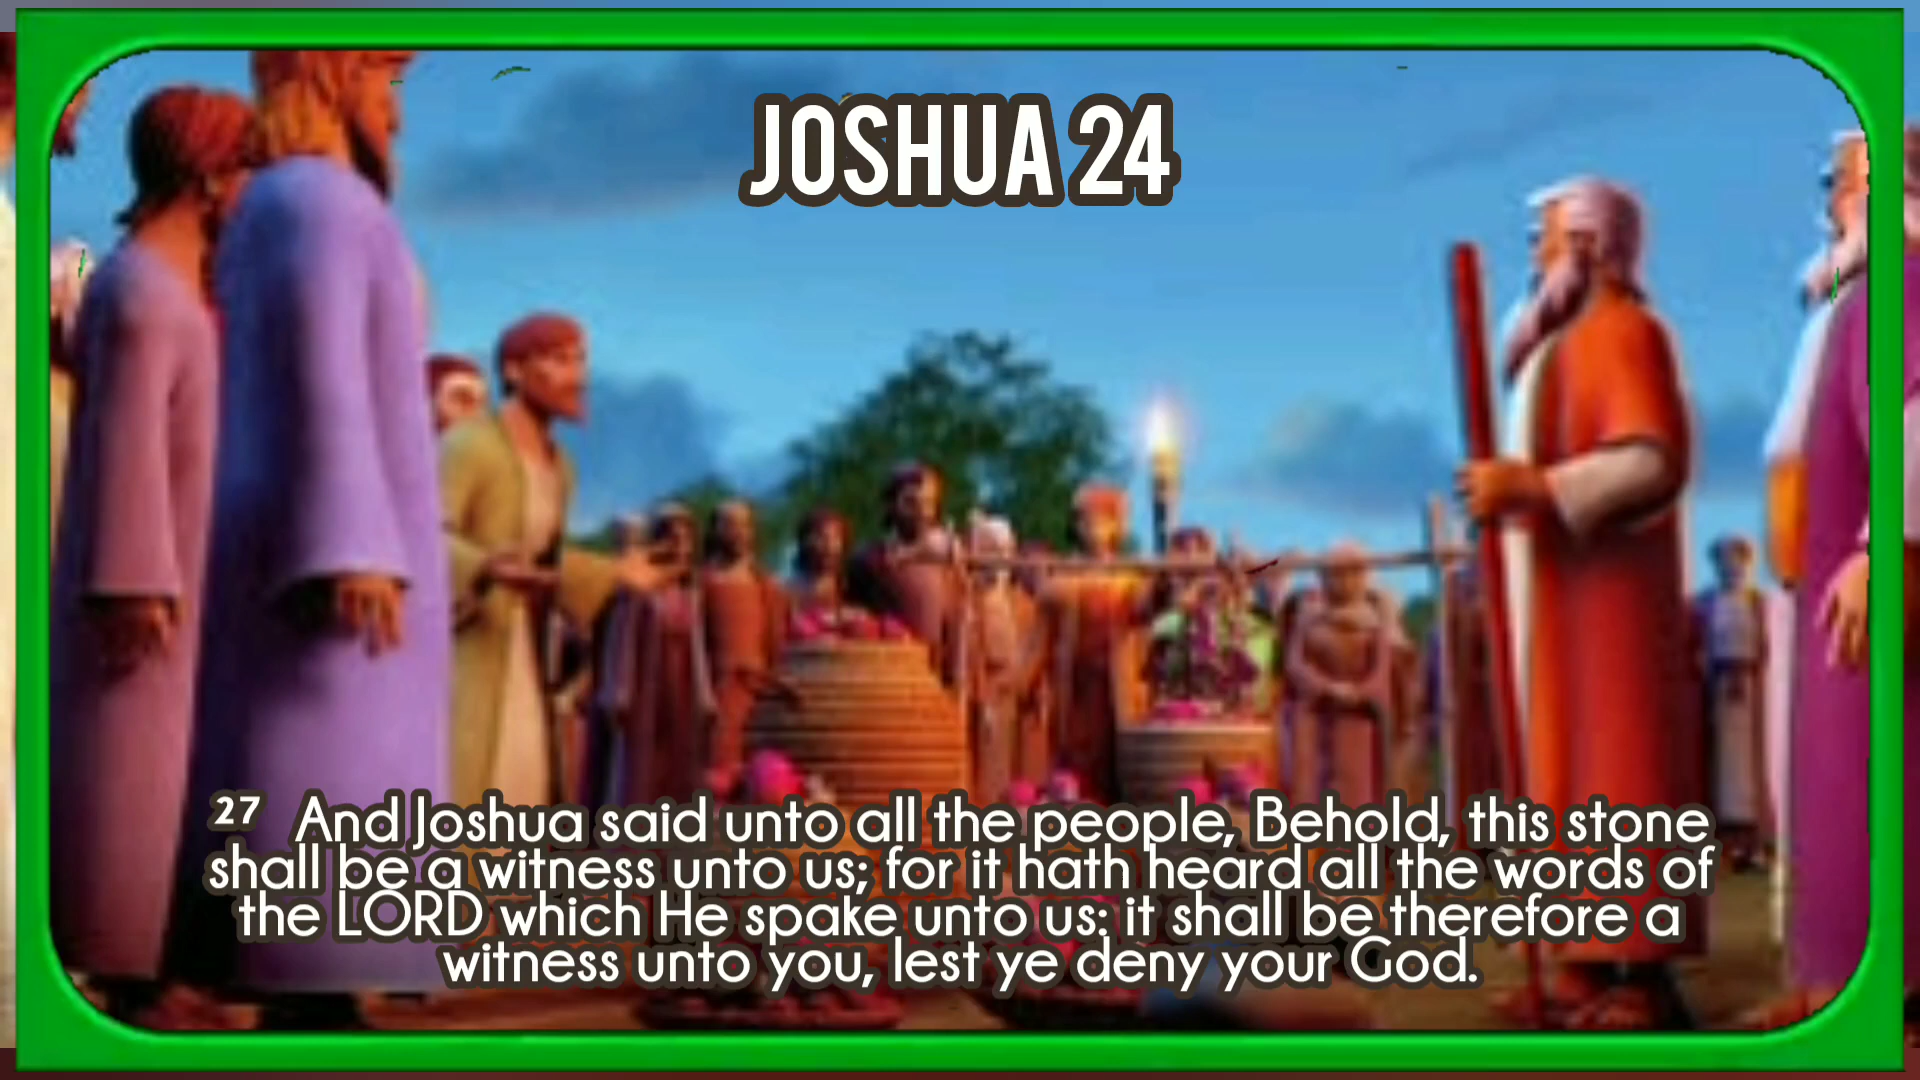 JOSHUA 24
27 And Joshua said unto all the people, Behold, this stone
shall be a witness unto us; for it hath heard all the words of
the LORD which He spake unto us: it shall be therefore a
witness unto you, lest ye deny your God.